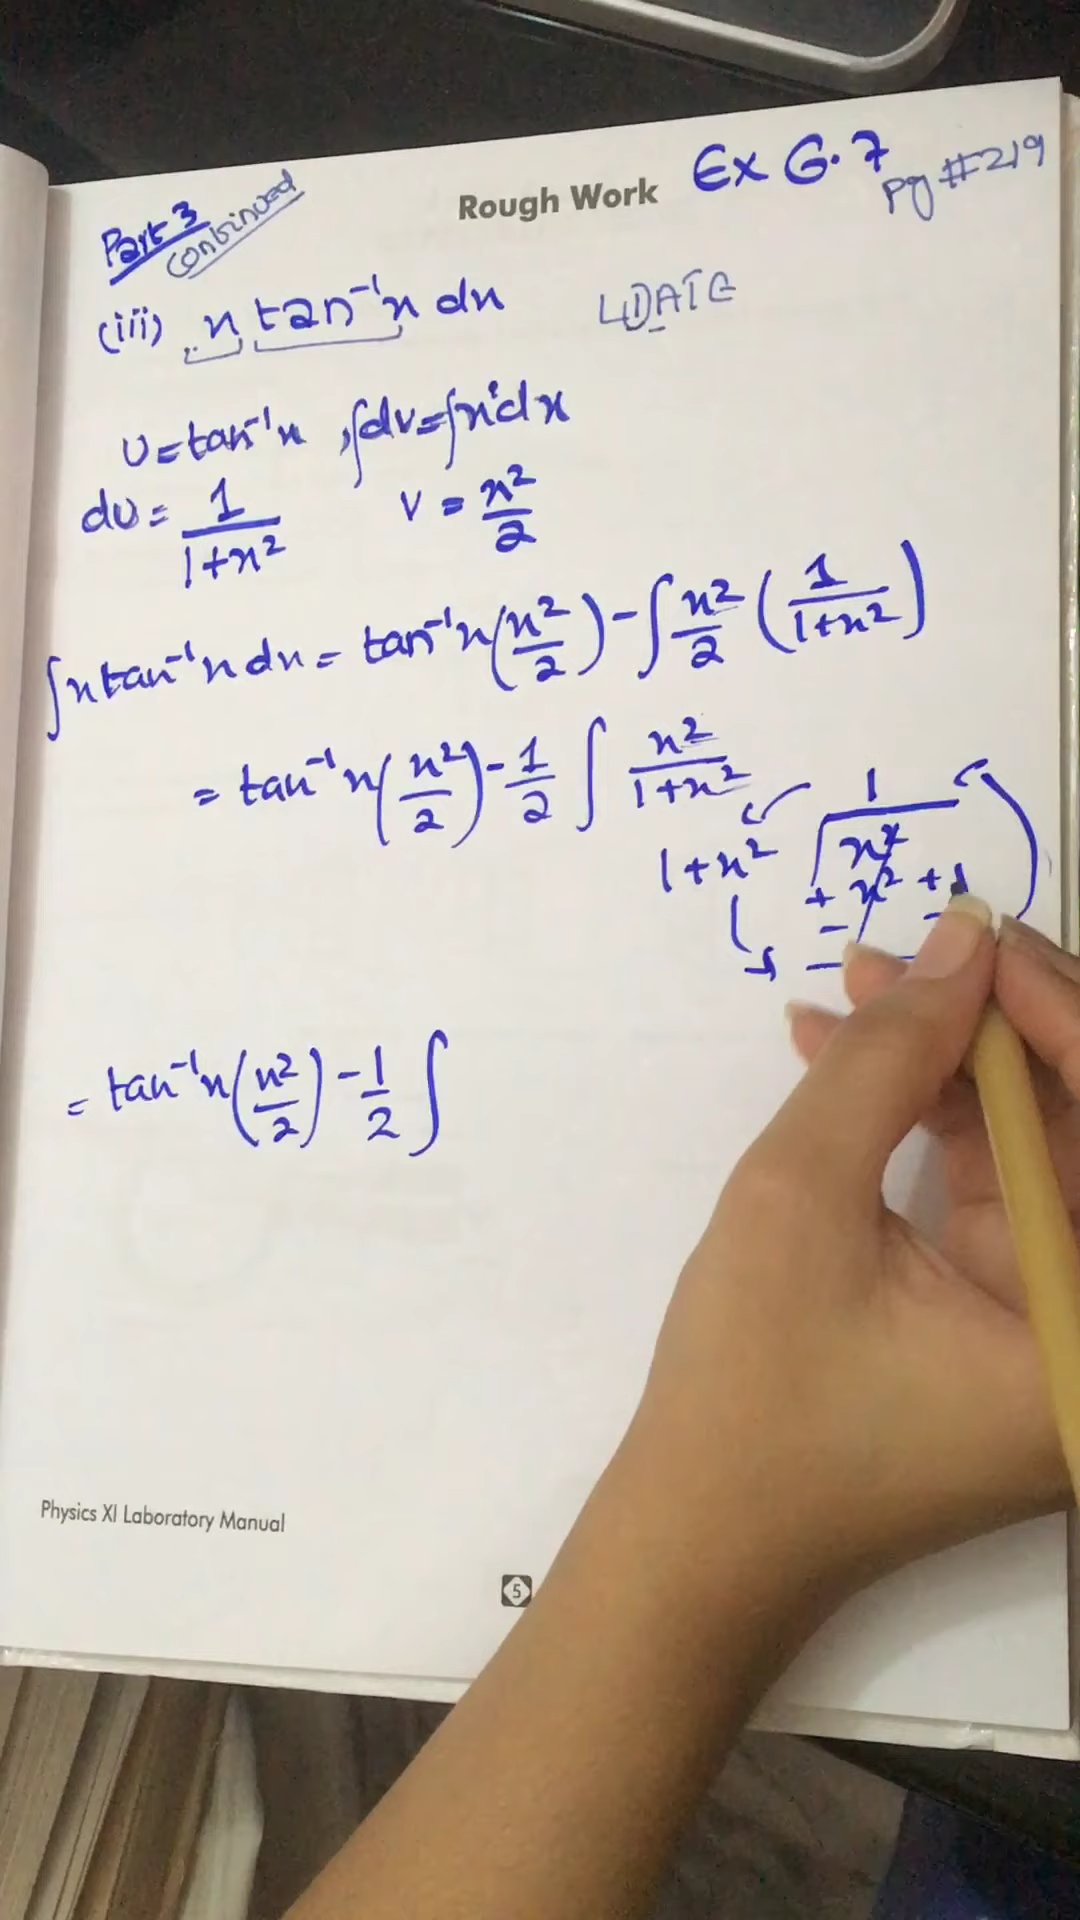 Part 3
continued
Rough Work
Ex 6.7
pg #219
(iii) x tan⁻¹x dx
LIATE
U = tan⁻¹x , ∫dv = ∫x¹dx
du = 1/(1+x²)
v = x²/2
∫x tan⁻¹x dx = tan⁻¹x(x²/2) - ∫ x²/2 (1/(1+x²))
= tan⁻¹x(x²/2) - 1/2 ∫ x²/(1+x²)
1
1+x² x²
+ x² + 1
- -
= tan⁻¹x(x²/2) - 1/2 ∫
Physics XI Laboratory Manual
5